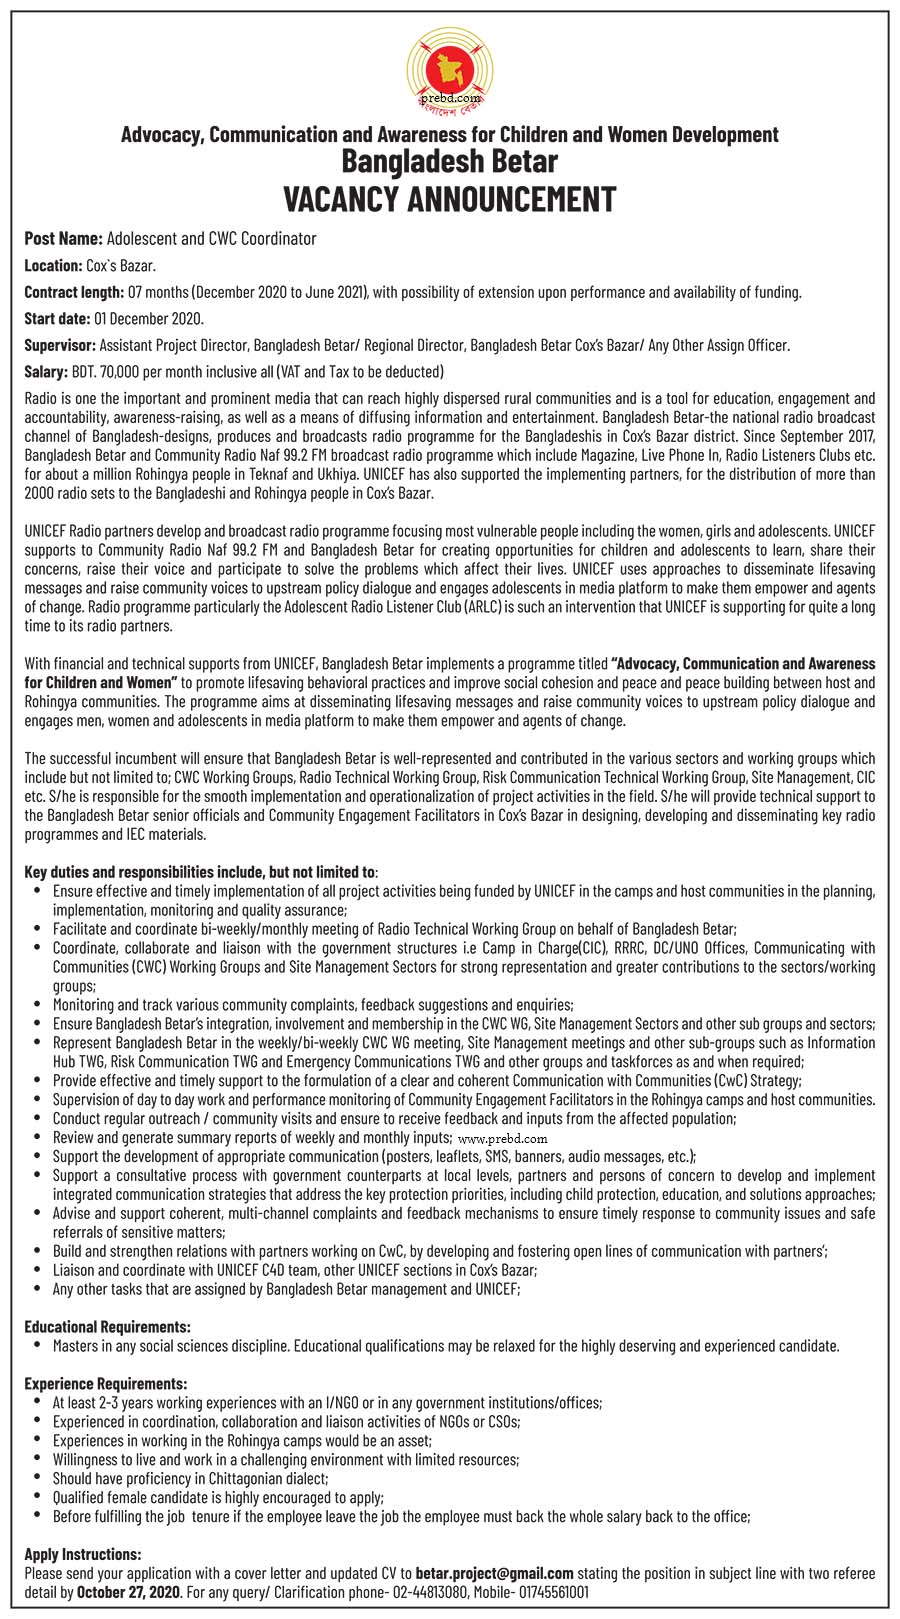 prebd.com
বাংলাদেশ বেতার
Advocacy, Communication and Awareness for Children and Women Development
Bangladesh Betar
VACANCY ANNOUNCEMENT
Post Name: Adolescent and CWC Coordinator
Location: Cox`s Bazar.
Contract length: 07 months (December 2020 to June 2021), with possibility of extension upon performance and availability of funding.
Start date: 01 December 2020.
Supervisor: Assistant Project Director, Bangladesh Betar/ Regional Director, Bangladesh Betar Cox’s Bazar/ Any Other Assign Officer.
Salary: BDT. 70,000 per month inclusive all (VAT and Tax to be deducted)
Radio is one the important and prominent media that can reach highly dispersed rural communities and is a tool for education, engagement and
accountability, awareness-raising, as well as a means of diffusing information and entertainment. Bangladesh Betar-the national radio broadcast
channel of Bangladesh-designs, produces and broadcasts radio programme for the Bangladeshis in Cox’s Bazar district. Since September 2017,
Bangladesh Betar and Community Radio Naf 99.2 FM broadcast radio programme which include Magazine, Live Phone In, Radio Listeners Clubs etc.
for about a million Rohingya people in Teknaf and Ukhiya. UNICEF has also supported the implementing partners, for the distribution of more than
2000 radio sets to the Bangladeshi and Rohingya people in Cox’s Bazar.
UNICEF Radio partners develop and broadcast radio programme focusing most vulnerable people including the women, girls and adolescents. UNICEF
supports to Community Radio Naf 99.2 FM and Bangladesh Betar for creating opportunities for children and adolescents to learn, share their
concerns, raise their voice and participate to solve the problems which affect their lives. UNICEF uses approaches to disseminate lifesaving
messages and raise community voices to upstream policy dialogue and engages adolescents in media platform to make them empower and agents
of change. Radio programme particularly the Adolescent Radio Listener Club (ARLC) is such an intervention that UNICEF is supporting for quite a long
time to its radio partners.
With financial and technical supports from UNICEF, Bangladesh Betar implements a programme titled “Advocacy, Communication and Awareness
for Children and Women” to promote lifesaving behavioral practices and improve social cohesion and peace and peace building between host and
Rohingya communities. The programme aims at disseminating lifesaving messages and raise community voices to upstream policy dialogue and
engages men, women and adolescents in media platform to make them empower and agents of change.
The successful incumbent will ensure that Bangladesh Betar is well-represented and contributed in the various sectors and working groups which
include but not limited to; CWC Working Groups, Radio Technical Working Group, Risk Communication Technical Working Group, Site Management, CIC
etc. S/he is responsible for the smooth implementation and operationalization of project activities in the field. S/he will provide technical support to
the Bangladesh Betar senior officials and Community Engagement Facilitators in Cox’s Bazar in designing, developing and disseminating key radio
programmes and IEC materials.
Key duties and responsibilities include, but not limited to:
• Ensure effective and timely implementation of all project activities being funded by UNICEF in the camps and host communities in the planning,
implementation, monitoring and quality assurance;
• Facilitate and coordinate bi-weekly/monthly meeting of Radio Technical Working Group on behalf of Bangladesh Betar;
• Coordinate, collaborate and liaison with the government structures i.e Camp in Charge(CIC), RRRC, DC/UNO Offices, Communicating with
Communities (CWC) Working Groups and Site Management Sectors for strong representation and greater contributions to the sectors/working
groups;
• Monitoring and track various community complaints, feedback suggestions and enquiries;
• Ensure Bangladesh Betar’s integration, involvement and membership in the CWC WG, Site Management Sectors and other sub groups and sectors;
• Represent Bangladesh Betar in the weekly/bi-weekly CWC WG meeting, Site Management meetings and other sub-groups such as Information
Hub TWG, Risk Communication TWG and Emergency Communications TWG and other groups and taskforces as and when required;
• Provide effective and timely support to the formulation of a clear and coherent Communication with Communities (CwC) Strategy;
• Supervision of day to day work and performance monitoring of Community Engagement Facilitators in the Rohingya camps and host communities.
• Conduct regular outreach / community visits and ensure to receive feedback and inputs from the affected population;
• Review and generate summary reports of weekly and monthly inputs; www.prebd.com
• Support the development of appropriate communication (posters, leaflets, SMS, banners, audio messages, etc.);
• Support a consultative process with government counterparts at local levels, partners and persons of concern to develop and implement
integrated communication strategies that address the key protection priorities, including child protection, education, and solutions approaches;
• Advise and support coherent, multi-channel complaints and feedback mechanisms to ensure timely response to community issues and safe
referrals of sensitive matters;
• Build and strengthen relations with partners working on CwC, by developing and fostering open lines of communication with partners’;
• Liaison and coordinate with UNICEF C4D team, other UNICEF sections in Cox’s Bazar;
• Any other tasks that are assigned by Bangladesh Betar management and UNICEF;
Educational Requirements:
• Masters in any social sciences discipline. Educational qualifications may be relaxed for the highly deserving and experienced candidate.
Experience Requirements:
• At least 2-3 years working experiences with an I/NGO or in any government institutions/offices;
• Experienced in coordination, collaboration and liaison activities of NGOs or CSOs;
• Experiences in working in the Rohingya camps would be an asset;
• Willingness to live and work in a challenging environment with limited resources;
• Should have proficiency in Chittagonian dialect;
• Qualified female candidate is highly encouraged to apply;
• Before fulfilling the job tenure if the employee leave the job the employee must back the whole salary back to the office;
Apply Instructions:
Please send your application with a cover letter and updated CV to betar.project@gmail.com stating the position in subject line with two referee
detail by October 27, 2020. For any query/ Clarification phone- 02-44813080, Mobile- 01745561001